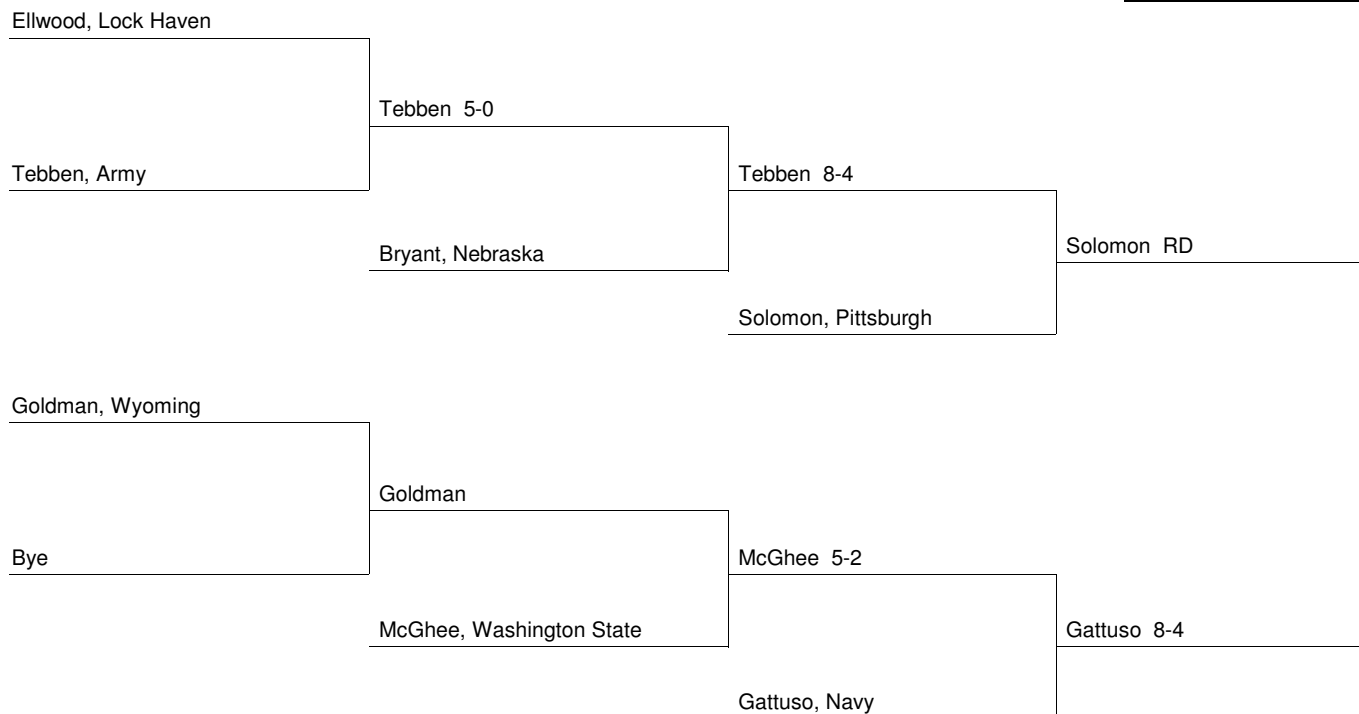 Ellwood, Lock Haven
Tebben 5-0
Tebben, Army
Tebben 8-4
Bryant, Nebraska
Solomon RD
Solomon, Pittsburgh
Goldman, Wyoming
Goldman
Bye
McGhee 5-2
McGhee, Washington State
Gattuso 8-4
Gattuso, Navy